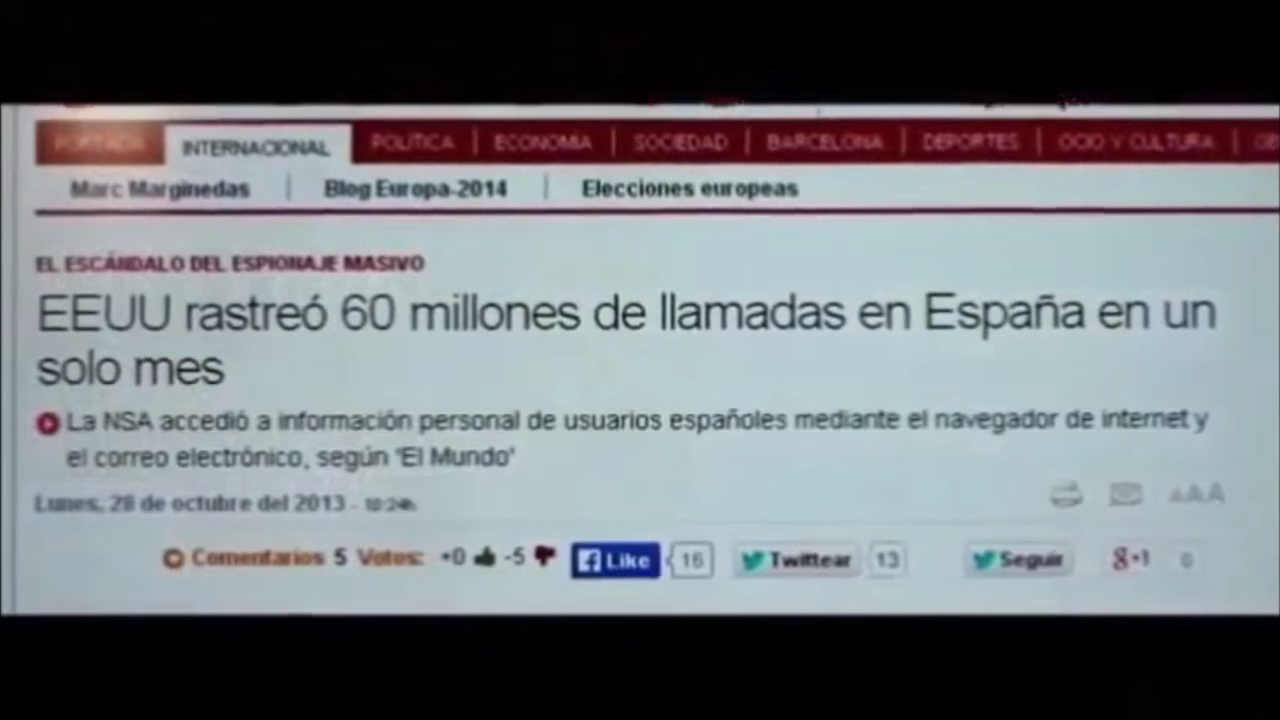 PORTADA INTERNACIONAL POLÍTICA ECONOMÍA SOCIEDAD BARCELONA DEPORTES OCIO Y CULTURA
Marc Marginedas Blog Europa-2014 Elecciones europeas
EL ESCÁNDALO DEL ESPIONAJE MASIVO
EEUU rastreó 60 millones de llamadas en España en un
solo mes
La NSA accedió a información personal de usuarios españoles mediante el navegador de internet y
el correo electrónico, según 'El Mundo'
Lunes, 28 de octubre del 2013 -
Comentarios 5 Votos: +0 -5 Like 16 Twittear 13 Seguir g+1 0